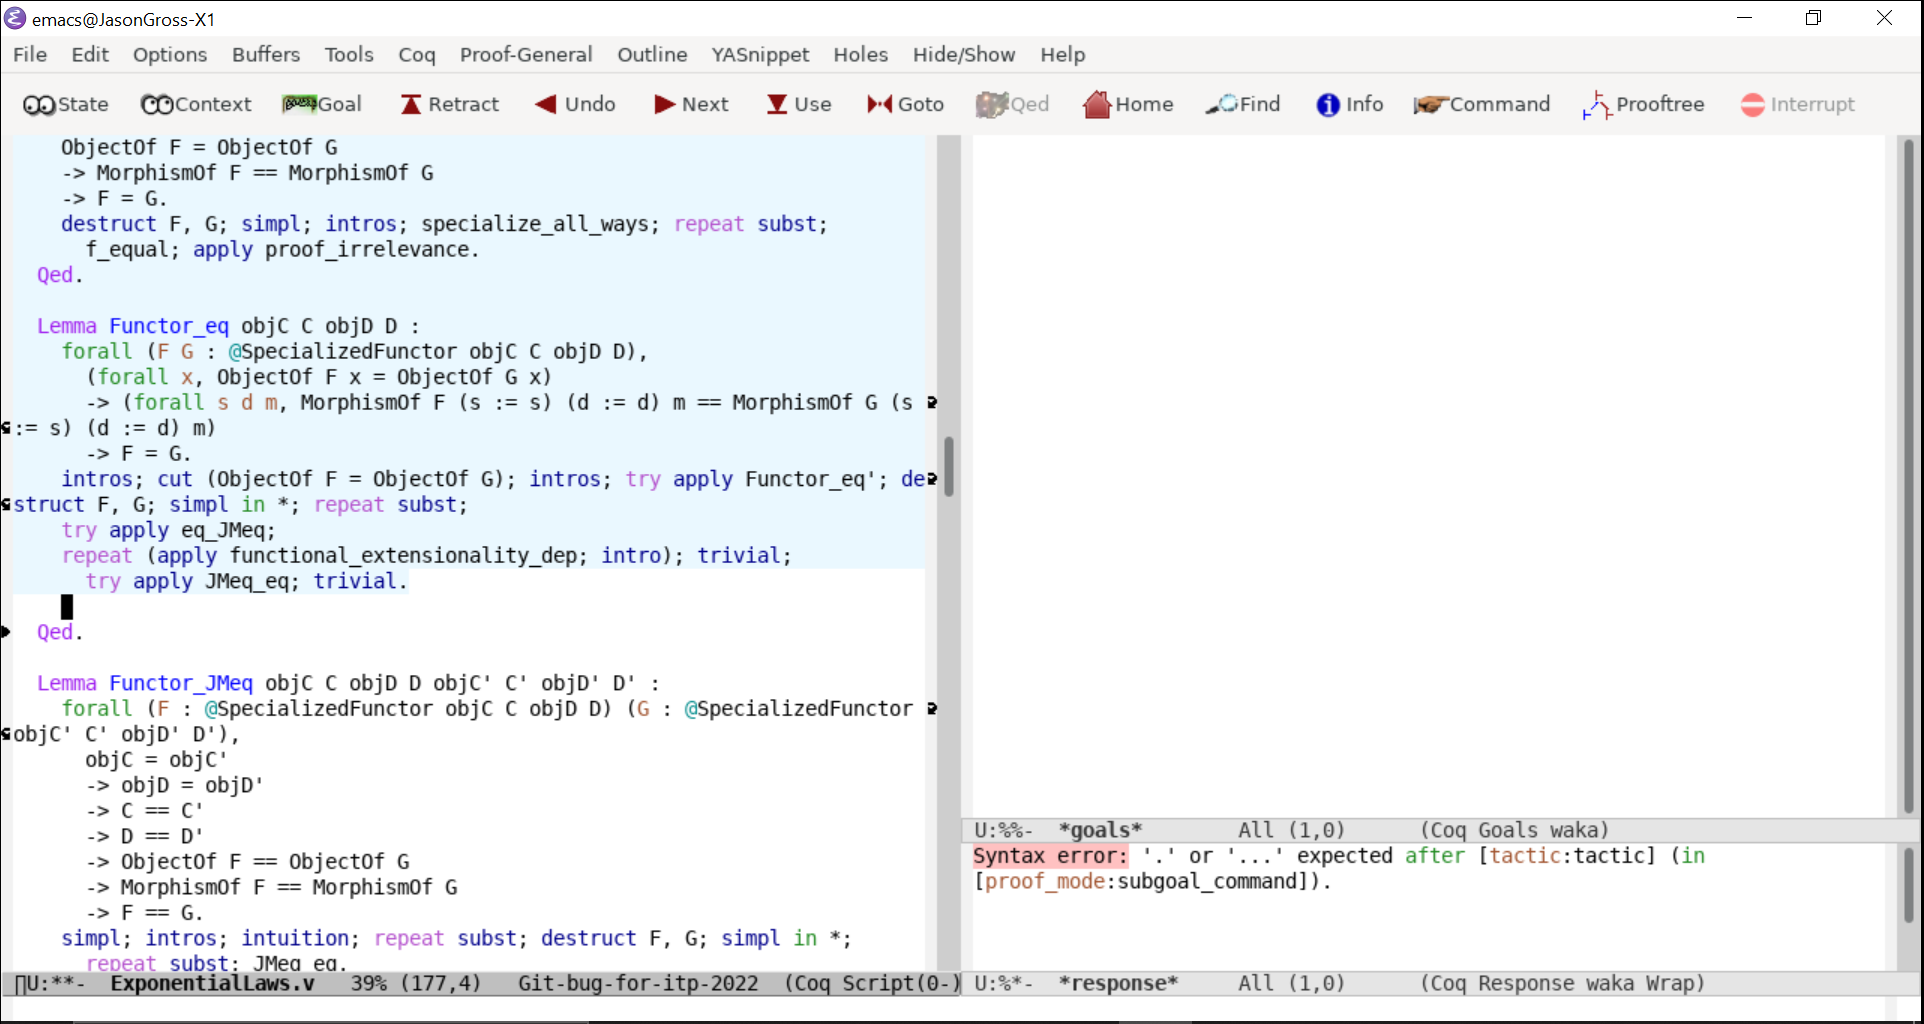 emacs@JasonGross-X1
File Edit Options Buffers Tools Coq Proof-General Outline YASnippet Holes Hide/Show Help
State Context Goal Retract Undo Next Use Goto Qed Home Find Info Command Prooftree Interrupt
ObjectOf F = ObjectOf G
-> MorphismOf F == MorphismOf G
-> F = G.
destruct F, G; simpl; intros; specialize_all_ways; repeat subst;
f_equal; apply proof_irrelevance.
Qed.
Lemma Functor_eq objC C objD D :
forall (F G : @SpecializedFunctor objC C objD D),
(forall x, ObjectOf F x = ObjectOf G x)
-> (forall s d m, MorphismOf F (s := s) (d := d) m == MorphismOf G (s
:= s) (d := d) m)
-> F = G.
intros; cut (ObjectOf F = ObjectOf G); intros; try apply Functor_eq'; de
struct F, G; simpl in *; repeat subst;
try apply eq_JMeq;
repeat (apply functional_extensionality_dep; intro); trivial;
try apply JMeq_eq; trivial.
Qed.
Lemma Functor_JMeq objC C objD D objC' C' objD' D' :
forall (F : @SpecializedFunctor objC C objD D) (G : @SpecializedFunctor
objC' C' objD' D'),
objC = objC'
-> objD = objD'
-> C == C'
-> D == D'
-> ObjectOf F == ObjectOf G
-> MorphismOf F == MorphismOf G
-> F == G.
simpl; intros; intuition; repeat subst; destruct F, G; simpl in *;
repeat subst; JMeq_eq.
U:**- ExponentialLaws.v 39% (177,4) Git-bug-for-itp-2022 (Coq Script(0-)
U:%%- *goals* All (1,0) (Coq Goals waka)
Syntax error: '.' or '...' expected after [tactic:tactic] (in
[proof_mode:subgoal_command]).
U:%*- *response* All (1,0) (Coq Response waka Wrap)